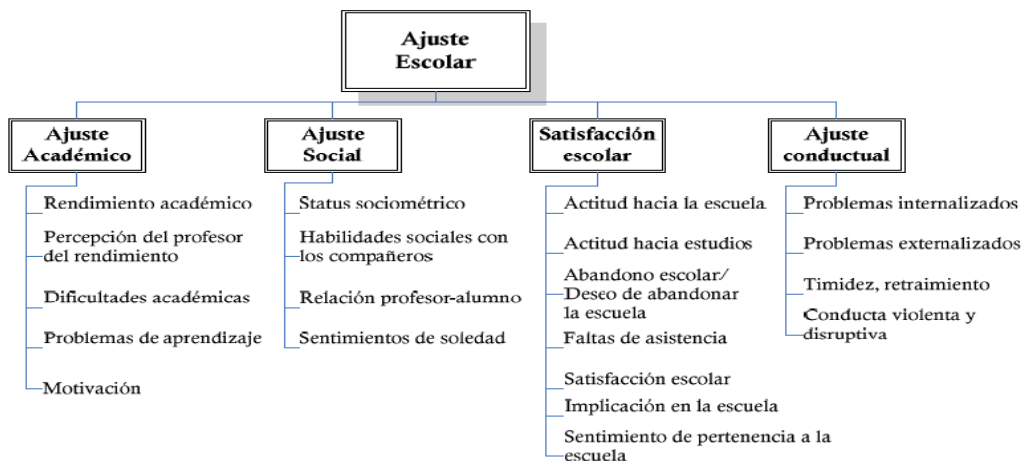 Ajuste
Escolar
Ajuste
Académico
Rendimiento académico
Percepción del profesor
del rendimiento
Dificultades académicas
Problemas de aprendizaje
Motivación
Ajuste
Social
Status sociométrico
Habilidades sociales con
los compañeros
Relación profesor-alumno
Sentimientos de soledad
Satisfacción
escolar
Actitud hacia la escuela
Actitud hacia estudios
Abandono escolar/
Deseo de abandonar
la escuela
Faltas de asistencia
Satisfacción escolar
Implicación en la escuela
Sentimiento de pertenencia a la
escuela
Ajuste
conductual
Problemas internalizados
Problemas externalizados
Timidez, retraimiento
Conducta violenta y
disruptiva